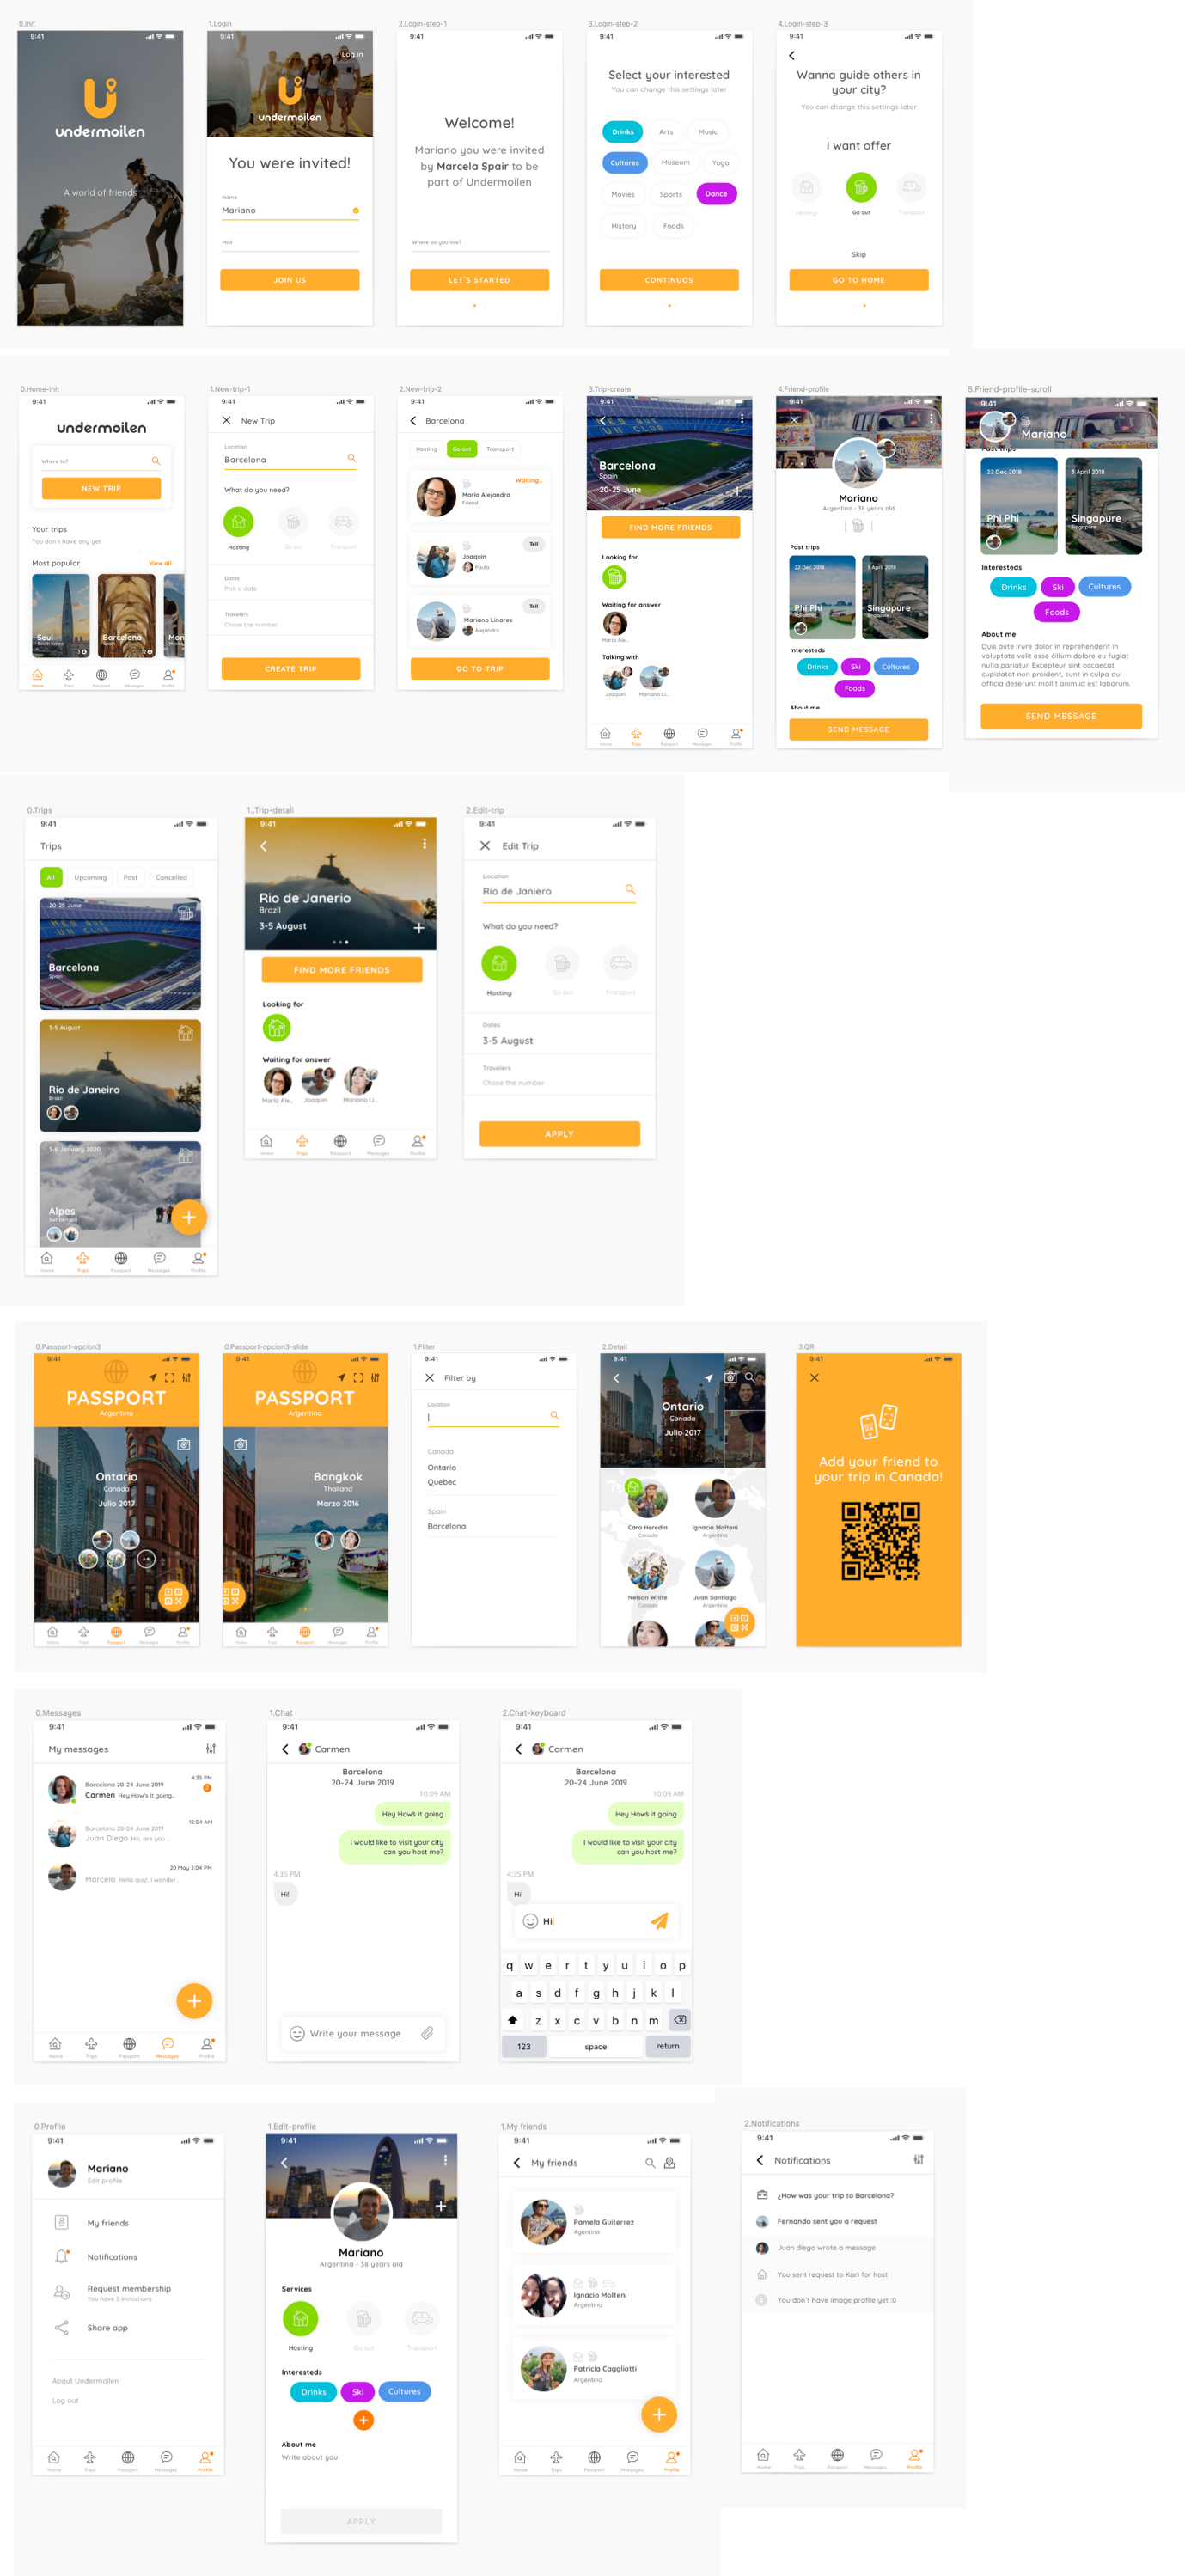 0.Init
9:41
undermoilen
A world of friends
1.Login
9:41
Log in
undermoilen
You were invited!
Name
Mariano
Mail
JOIN US
2.Login-step-1
9:41
Welcome!
Mariano you were invited
by Marcela Spair to be
part of Undermoilen
Where do you live?
LET´S STARTED
3.Login-step-2
9:41
Select your interested
You can change this settings later
Drinks
Arts
Music
Cultures
Museum
Yoga
Movies
Sports
Dance
History
Foods
CONTINUOS
4.Login-step-3
9:41
Wanna guide others in
your city?
You can change this settings later
I want offer
Hosting
Go out
Transport
Skip
GO TO HOME
0.Home-init
9:41
undermoilen
Where to?
NEW TRIP
Your trips
You don´t have any yet
Most popular
View all
Seul
South Korea
Barcelona
Spain
Mon
Home
Trips
Passport
Messages
Profile
1.New-trip-1
9:41
New Trip
Location
Barcelona
What do you need?
Hosting
Go out
Transport
Dates
Pick a date
Travelers
Chose the number
CREATE TRIP
2.New-trip-2
9:41
Barcelona
Hosting
Go out
Transport
Waiting...
María Alejandra
Friend
Tell
Joaquin
Paula
Tell
Mariano Linares
Alejandro
GO TO TRIP
3.Trip-create
9:41
Barcelona
Spain
20-25 June
FIND MORE FRIENDS
Looking for
Waiting for answer
María Ale...
Talking with
Joaquin
Mariano Li...
Home
Trips
Passport
Messages
Profile
4.Friend-profile
9:41
Mariano
Argentina - 38 years old
Past trips
22 Dec 2018
Phi Phi
3 April 2018
Singapure
Singapore
Interesteds
Drinks
Ski
Cultures
Foods
About me
SEND MESSAGE
5.Friend-profile-scroll
9:41
Mariano
Past trips
22 Dec 2018
Phi Phi
3 April 2018
Singapure
Singapore
Interesteds
Drinks
Ski
Cultures
Foods
About me
Duis aute irure dolor in reprehenderit in
voluptate velit esse cillum dolore eu fugiat
nulla pariatur. Excepteur sint occaecat
cupidatat non proident, sunt in culpa qui
officia deserunt mollit anim id est laborum.
SEND MESSAGE
0.Trips
9:41
Trips
All
Upcoming
Past
Cancelled
20-25 June
Barcelona
Spain
3-5 August
Rio de Janeiro
Brazil
3-6 January 2020
Alpes
Switzerland
Home
Trips
Passport
Messages
Profile
1..Trip-detail
9:41
Rio de Janerio
Brazil
3-5 August
FIND MORE FRIENDS
Looking for
Waiting for answer
María Ale...
Joaquin
Mariano Li...
Home
Trips
Passport
Messages
Profile
2.Edit-trip
9:41
Edit Trip
Location
Rio de Janiero
What do you need?
Hosting
Go out
Transport
Dates
3-5 August
Travelers
Chose the number
APPLY
0.Passport-opcion3
9:41
PASSPORT
Argentina
Ontario
Canada
Julio 2017
+4
Home
Trips
Passport
Messages
Profile
0.Passport-opcion3-slide
9:41
PASSPORT
Argentina
Bangkok
Thailand
Marzo 2016
Home
Trips
Passport
Messages
Profile
1.Filter
9:41
Filter by
Location
Canada
Ontario
Quebec
Spain
Barcelona
2.Detail
9:41
Ontario
Canada
Julio 2017
Caro Heredia
Canada
Ignacio Molteni
Argentina
Nelson White
Canada
Juan Santiago
Argentina
3.QR
9:41
Add your friend to
your trip in Canada!
0.Messages
9:41
My messages
4:35 PM
Barcelona 20-24 June 2019
Carmen Hey How's it going...
2
12:04 AM
Barcelona 20-24 June 2019
Juan Diego Hii, are you ...
20 May 2:04 PM
Marcelo Hello guy!, I wonder...
Home
Trips
Passport
Messages
Profile
1.Chat
9:41
Carmen
Barcelona
20-24 June 2019
10:09 AM
Hey Hows it going
I would like to visit your city
can you host me?
4:35 PM
Hi!
Write your message
2.Chat-keyboard
9:41
Carmen
Barcelona
20-24 June 2019
10:09 AM
Hey Hows it going
I would like to visit your city
can you host me?
4:35 PM
Hi!
Hi
q w e r t y u i o p
a s d f g h j k l
z x c v b n m
123
space
return
0.Profile
9:41
Mariano
Edit profile
My friends
Notifications
Request membership
You have 5 invitations
Share app
About Undermoilen
Log out
Home
Trips
Passport
Messages
Profile
1.Edit-profile
9:41
Mariano
Argentina - 38 years old
Services
Hosting
Go out
Transport
Interesteds
Drinks
Ski
Cultures
About me
Write about you
APPLY
1.My friends
9:41
My friends
Pamela Guiterrez
Agentina
Ignacio Molteni
Argentina
Patricia Caggliotti
Argentina
Home
Trips
Passport
Messages
Profile
2.Notifications
9:41
Notifications
¿How was your trip to Barcelona?
Fernando sent you a request
Juan diego wrote a message
You sent request to Kari for host
You don´t have image profile yet
Home
Trips
Passport
Messages
Profile